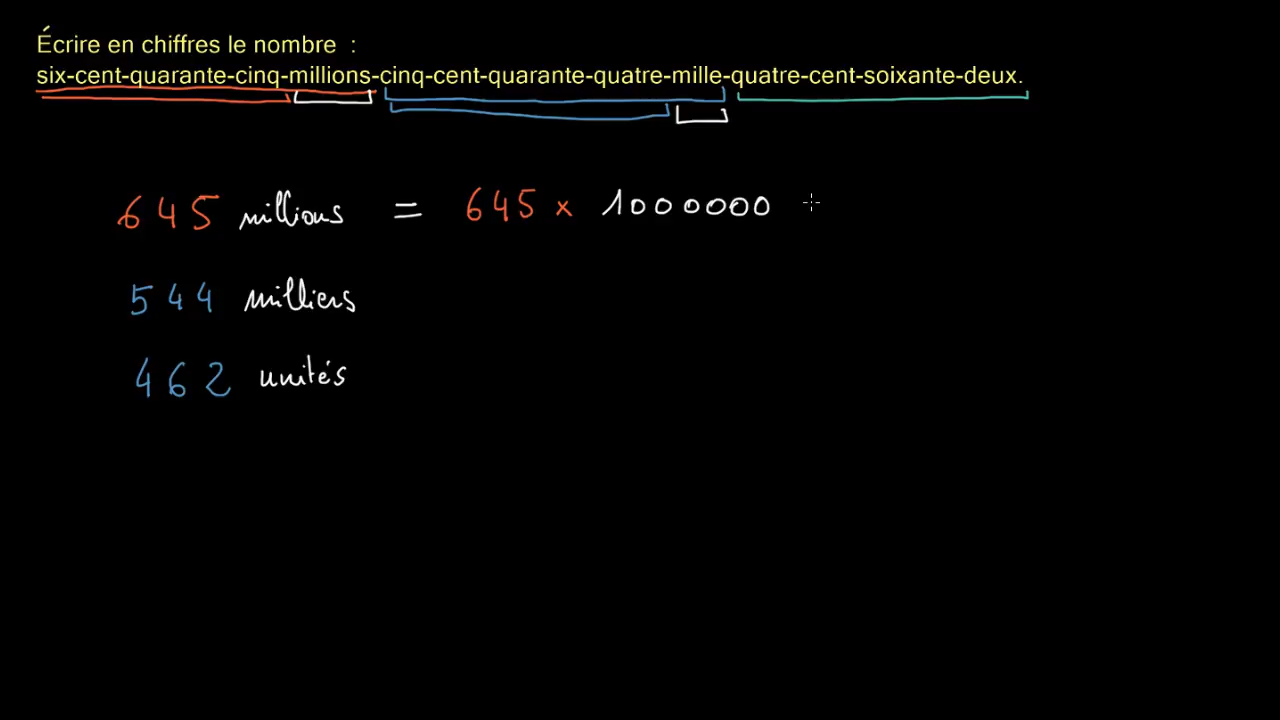 Écrire en chiffres le nombre :
six-cent-quarante-cinq-millions-cinq-cent-quarante-quatre-mille-quatre-cent-soixante-deux.
645 millions = 645 × 1000000
544 milliers
462 unités